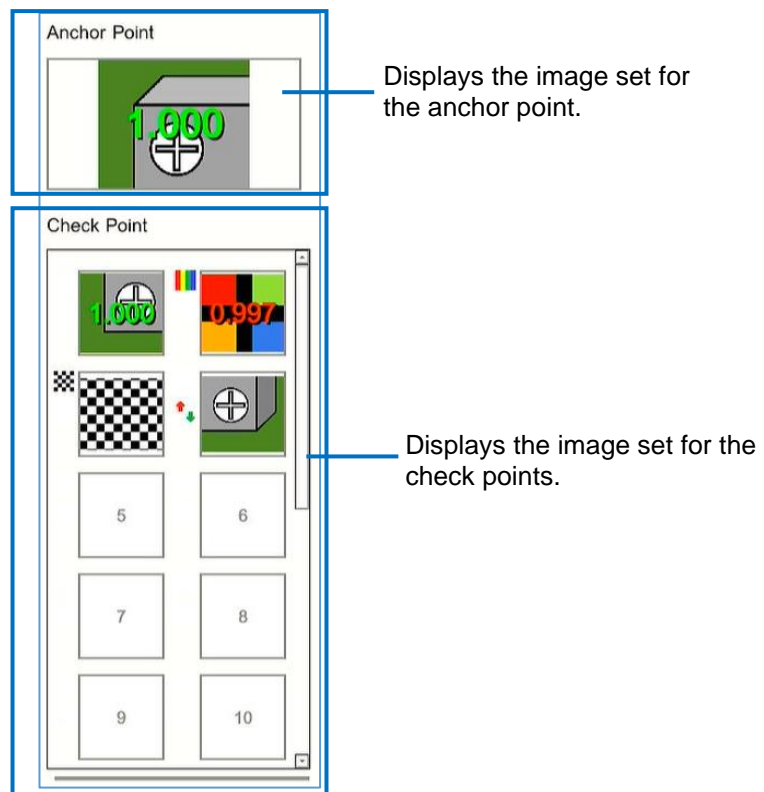 Anchor Point
1.000
Displays the image set for
the anchor point.
Check Point
1.000
0.997
Displays the image set for the
check points.
5
6
7
8
9
10